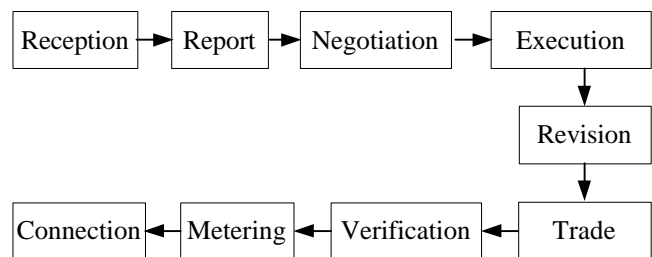 Reception
Report
Negotiation
Execution
Revision
Trade
Verification
Metering
Connection